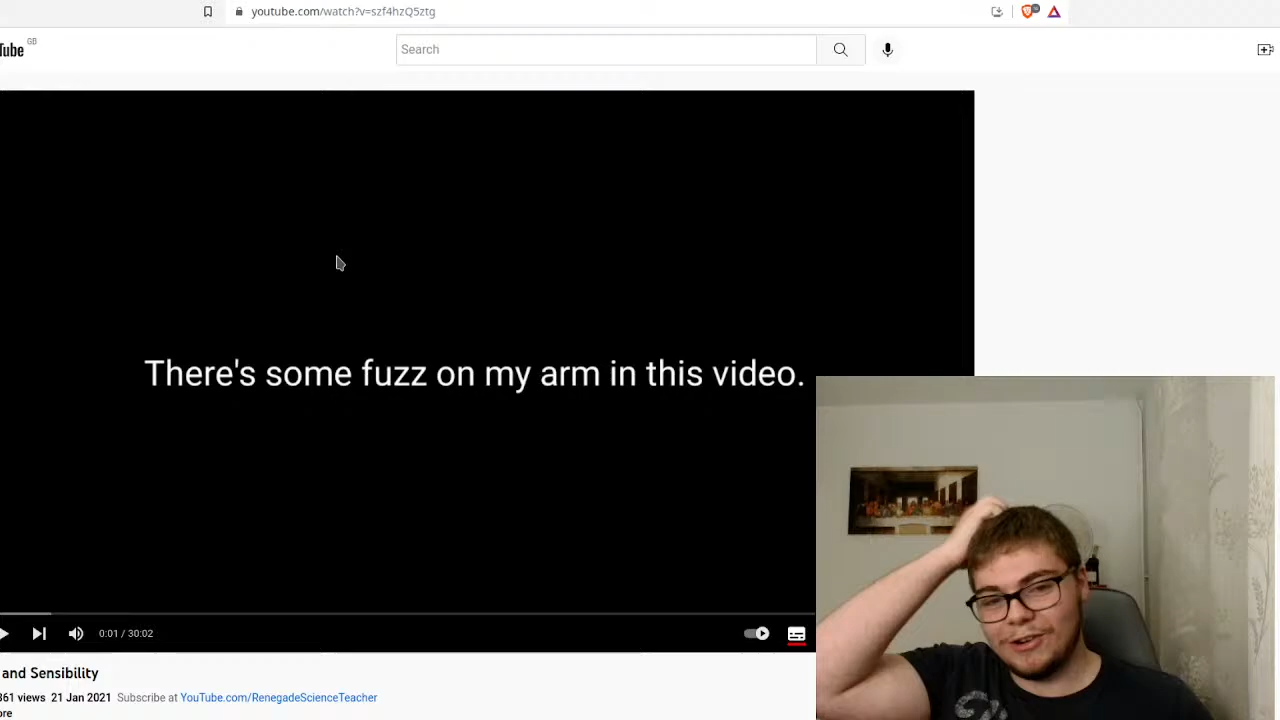 youtube.com/watch?v=szf4hzQ5ztg
Tube GB
Search
There's some fuzz on my arm in this video.
0:01 / 30:02
and Sensibility
361 views 21 Jan 2021 Subscribe at YouTube.com/RenegadeScienceTeacher
ore